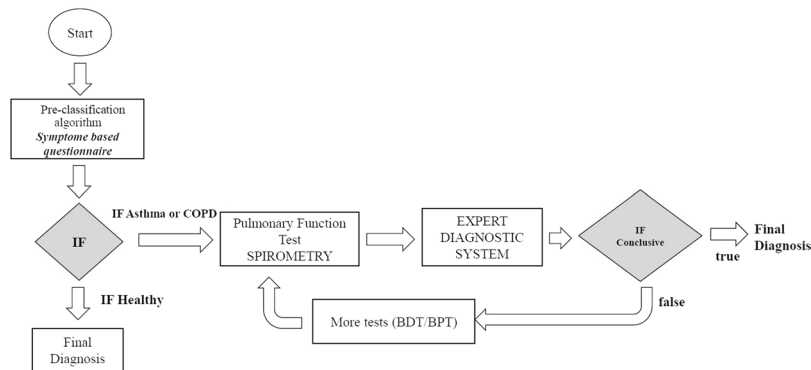 Start
Pre-classification
algorithm
Symptome based
questionnaire
IF
IF Asthma or COPD
Pulmonary Function
Test
SPIROMETRY
EXPERT
DIAGNOSTIC
SYSTEM
IF
Conclusive
true
Final
Diagnosis
false
More tests (BDT/BPT)
IF Healthy
Final
Diagnosis